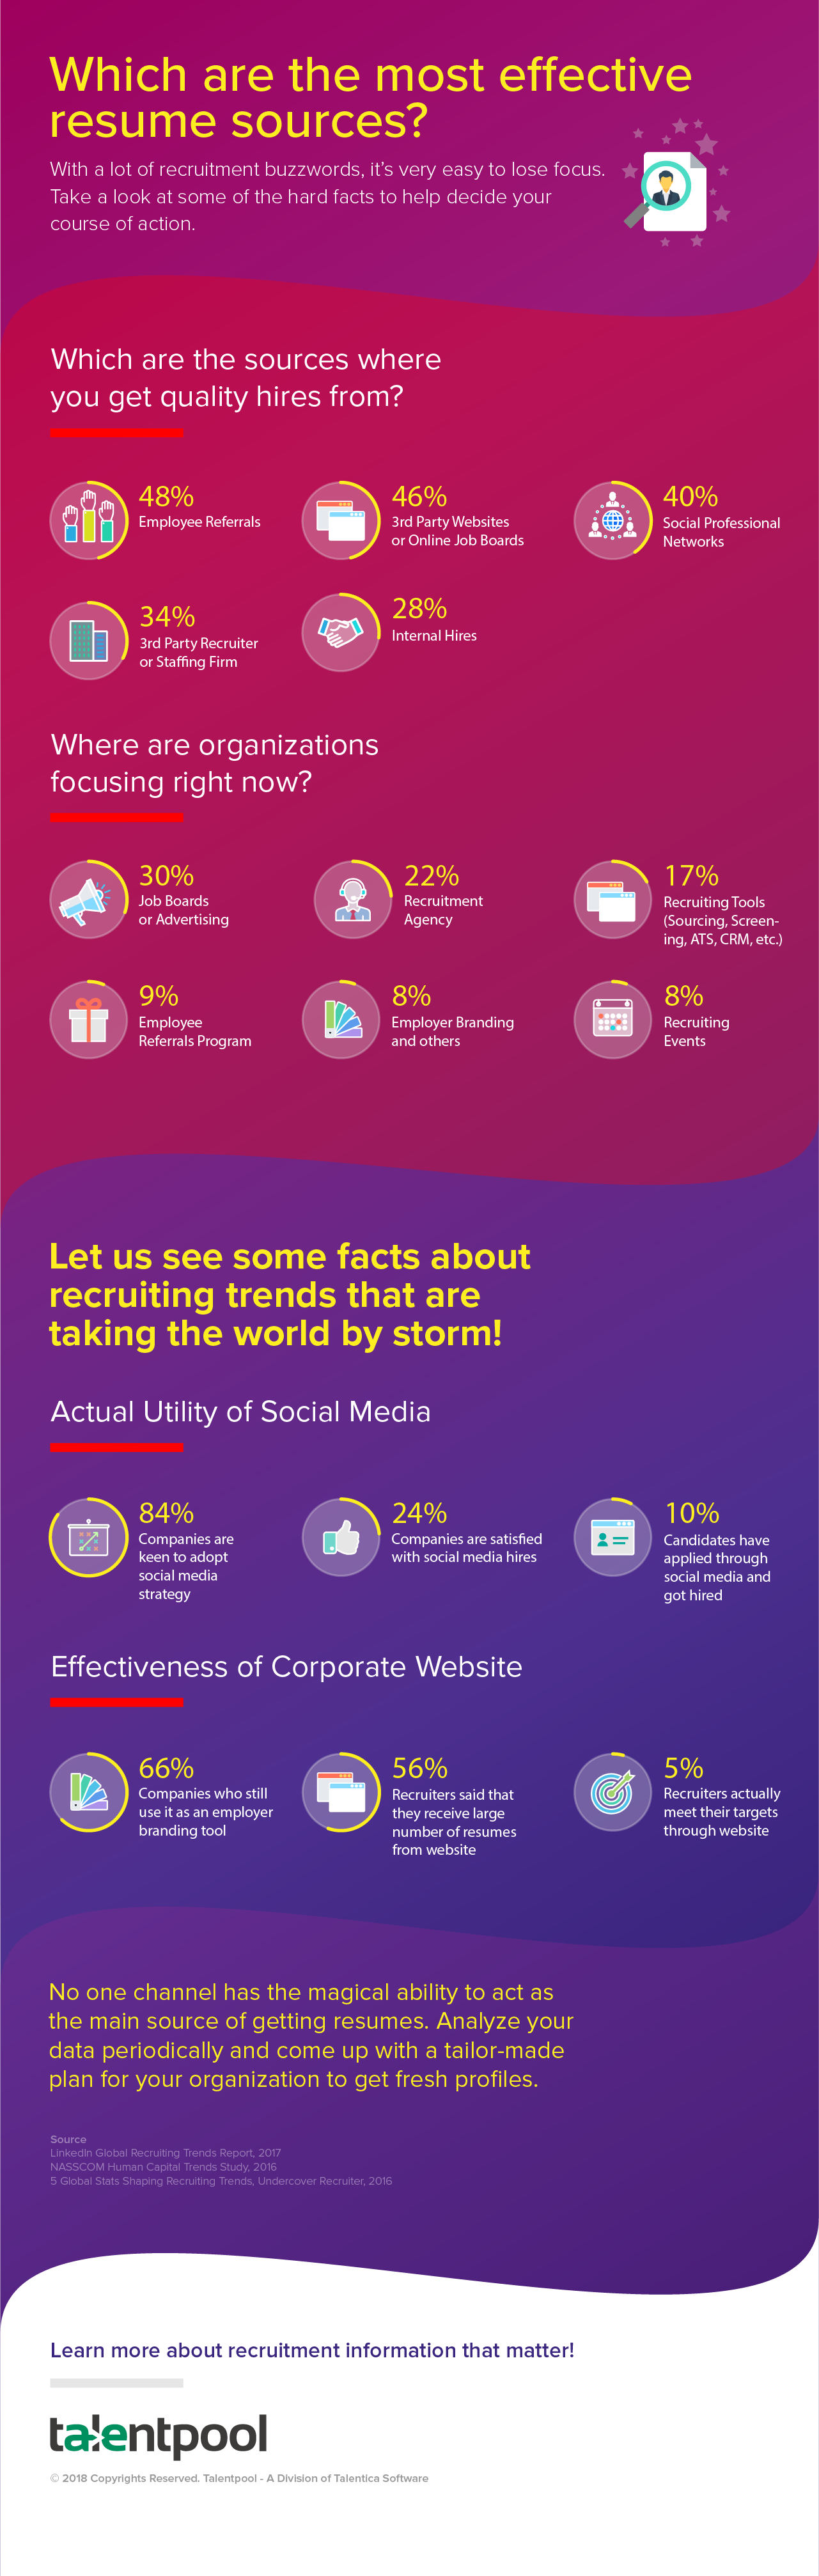 Which are the most effective
resume sources?
With a lot of recruitment buzzwords, it's very easy to lose focus.
Take a look at some of the hard facts to help decide your
course of action.
Which are the sources where
you get quality hires from?
48%
Employee Referrals
46%
3rd Party Websites
or Online Job Boards
40%
Social Professional
Networks
34%
3rd Party Recruiter
or Staffing Firm
28%
Internal Hires
Where are organizations
focusing right now?
30%
Job Boards
or Advertising
22%
Recruitment
Agency
17%
Recruiting Tools
(Sourcing, Screen-
ing, ATS, CRM, etc.)
9%
Employee
Referrals Program
8%
Employer Branding
and others
8%
Recruiting
Events
Let us see some facts about
recruiting trends that are
taking the world by storm!
Actual Utility of Social Media
84%
Companies are
keen to adopt
social media
strategy
24%
Companies are satisfied
with social media hires
10%
Candidates have
applied through
social media and
got hired
Effectiveness of Corporate Website
66%
Companies who still
use it as an employer
branding tool
56%
Recruiters said that
they receive large
number of resumes
from website
5%
Recruiters actually
meet their targets
through website
No one channel has the magical ability to act as
the main source of getting resumes. Analyze your
data periodically and come up with a tailor-made
plan for your organization to get fresh profiles.
Source
LinkedIn Global Recruiting Trends Report, 2017
NASSCOM Human Capital Trends Study, 2016
5 Global Stats Shaping Recruiting Trends, Undercover Recruiter, 2016
Learn more about recruitment information that matter!
talentpool
© 2018 Copyrights Reserved. Talentpool - A Division of Talentica Software